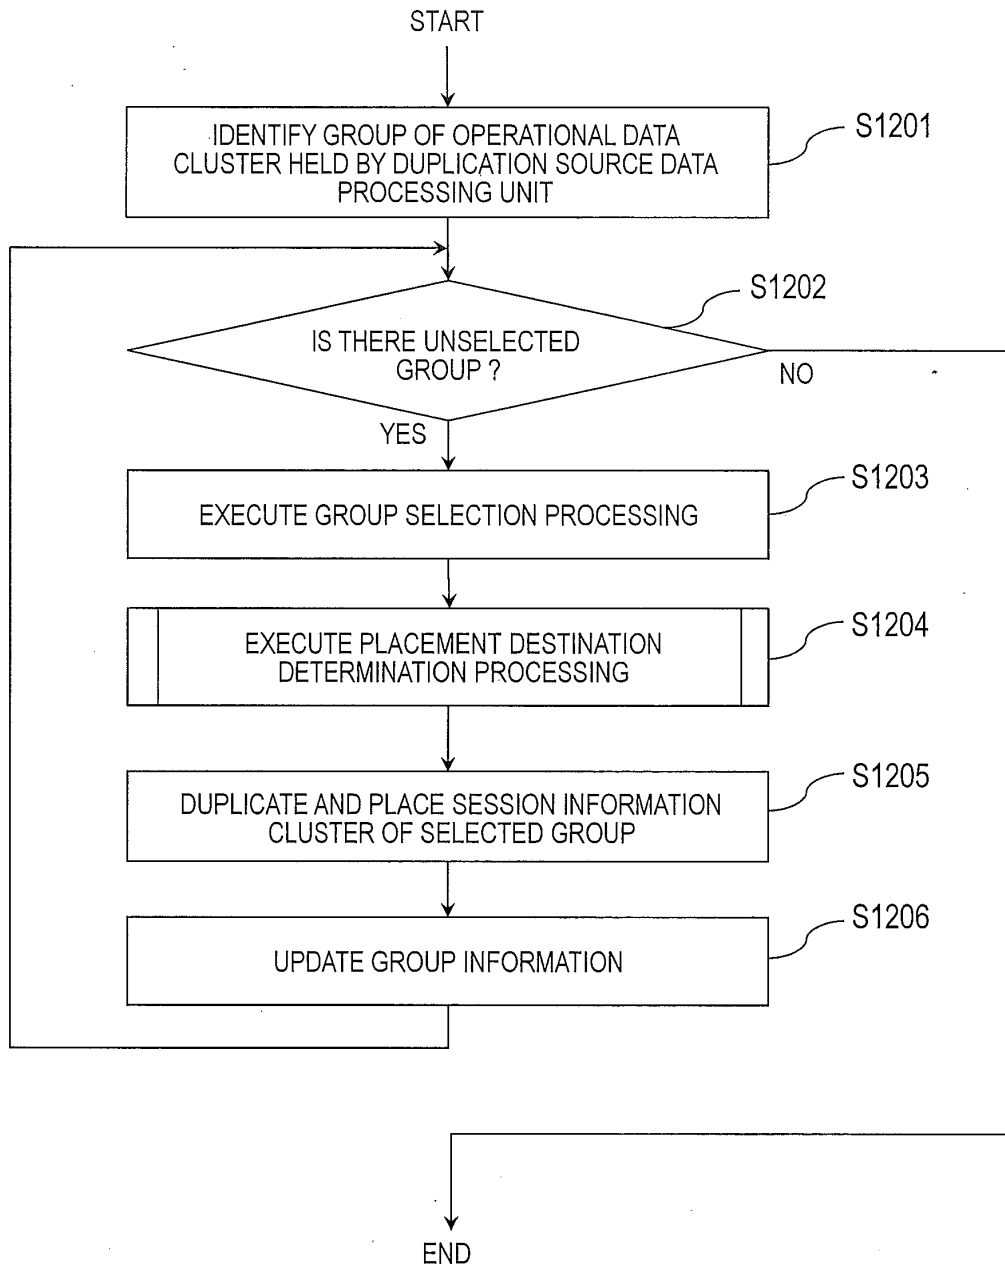 START
IDENTIFY GROUP OF OPERATIONAL DATA
CLUSTER HELD BY DUPLICATION SOURCE DATA
PROCESSING UNIT
S1201
S1202
IS THERE UNSELECTED
GROUP ?
NO
YES
S1203
EXECUTE GROUP SELECTION PROCESSING
S1204
EXECUTE PLACEMENT DESTINATION
DETERMINATION PROCESSING
S1205
DUPLICATE AND PLACE SESSION INFORMATION
CLUSTER OF SELECTED GROUP
S1206
UPDATE GROUP INFORMATION
END